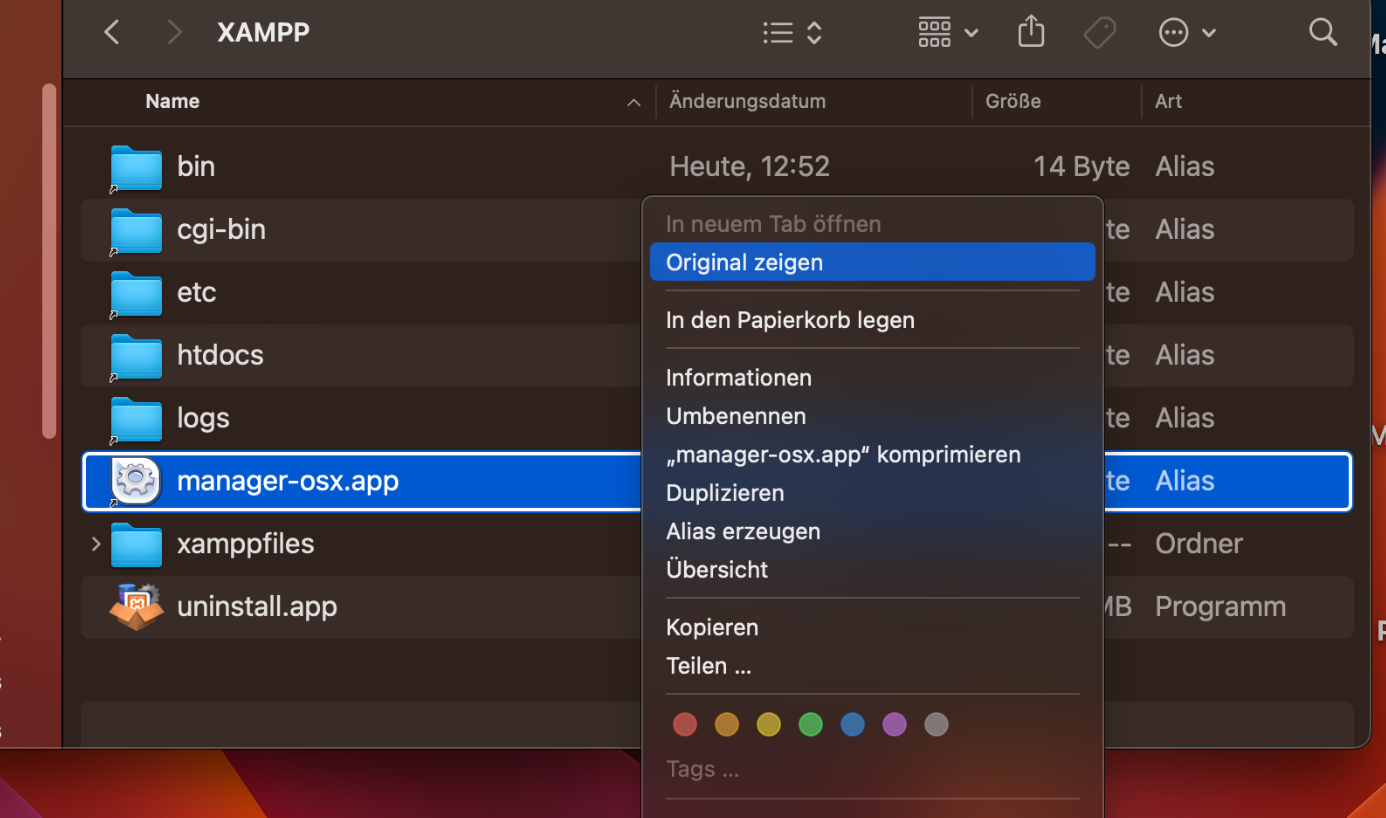 XAMPP
Name Änderungsdatum Größe Art
bin Heute, 12:52 14 Byte Alias
cgi-bin te Alias
etc te Alias
htdocs te Alias
logs te Alias
manager-osx.app te Alias
xamppfiles -- Ordner
uninstall.app MB Programm
In neuem Tab öffnen
Original zeigen
In den Papierkorb legen
Informationen
Umbenennen
„manager-osx.app“ komprimieren
Duplizieren
Alias erzeugen
Übersicht
Kopieren
Teilen ...
Tags ...